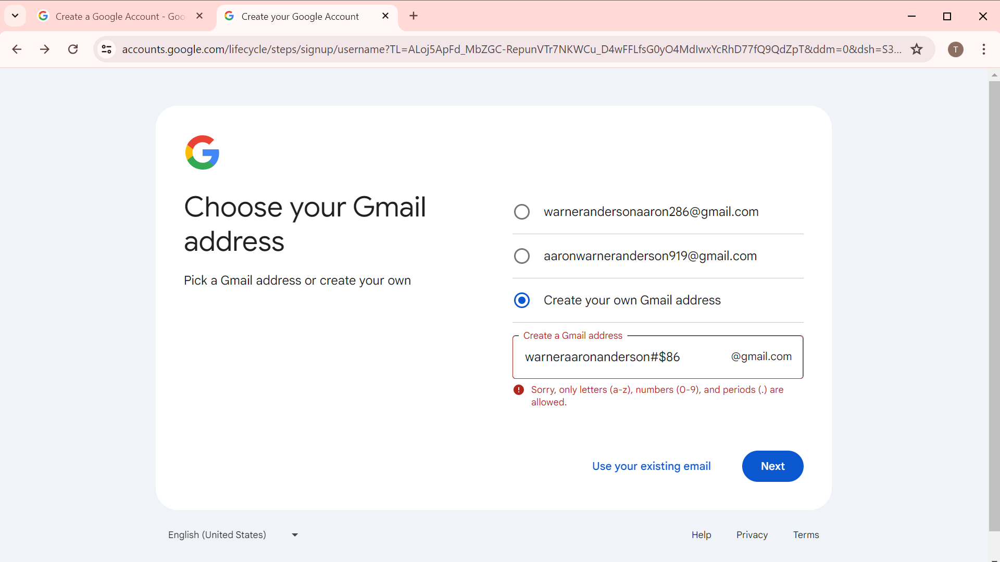 Create a Google Account - Goo
Create your Google Account
accounts.google.com/lifecycle/steps/signup/username?TL=ALoj5ApFd_MbZGC-RepunVTr7NKWCu_D4wFFLfsG0yO4MdIwxYcRhD77fQ9QdZpT&ddm=0&dsh=S3...
T
Choose your Gmail
address
Pick a Gmail address or create your own
warnerandersonaaron286@gmail.com
aaronwarneranderson919@gmail.com
Create your own Gmail address
Create a Gmail address
warneraaronanderson#$86 @gmail.com
Sorry, only letters (a-z), numbers (0-9), and periods (.) are
allowed.
Use your existing email
Next
English (United States)
Help Privacy Terms